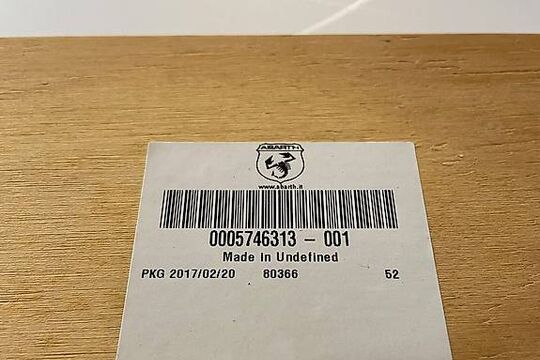 ABARTH
www.abarth.it
0005746313 - 001
Made In Undefined
PKG 2017/02/20 80366 52